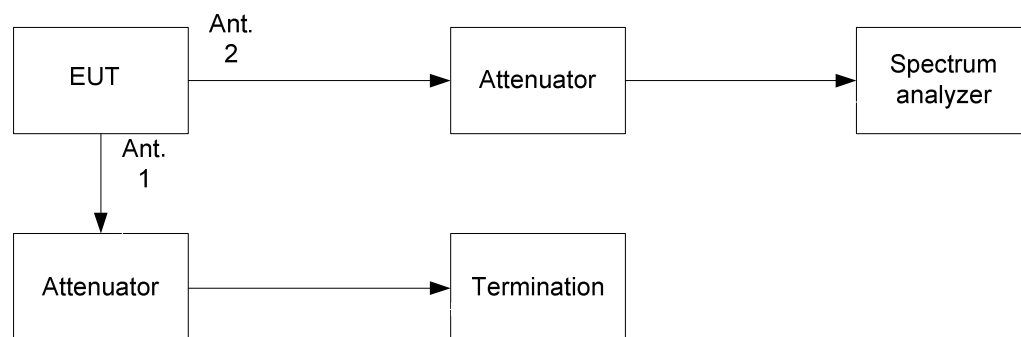 Ant.
2
EUT
Attenuator
Spectrum
analyzer
Ant.
1
Attenuator
Termination